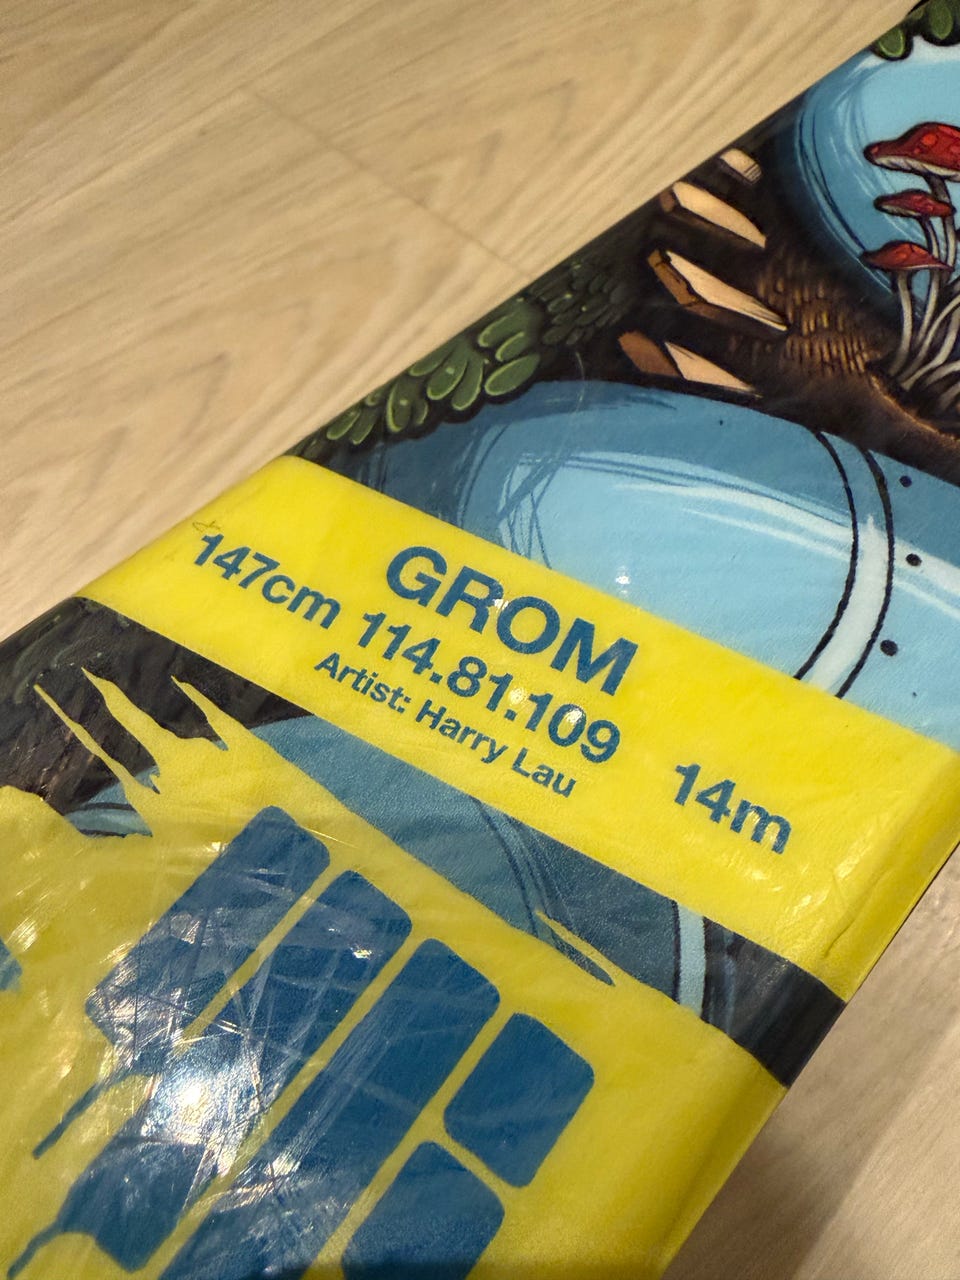 GROM
147cm 114.81.109 14m
Artist: Harry Lau